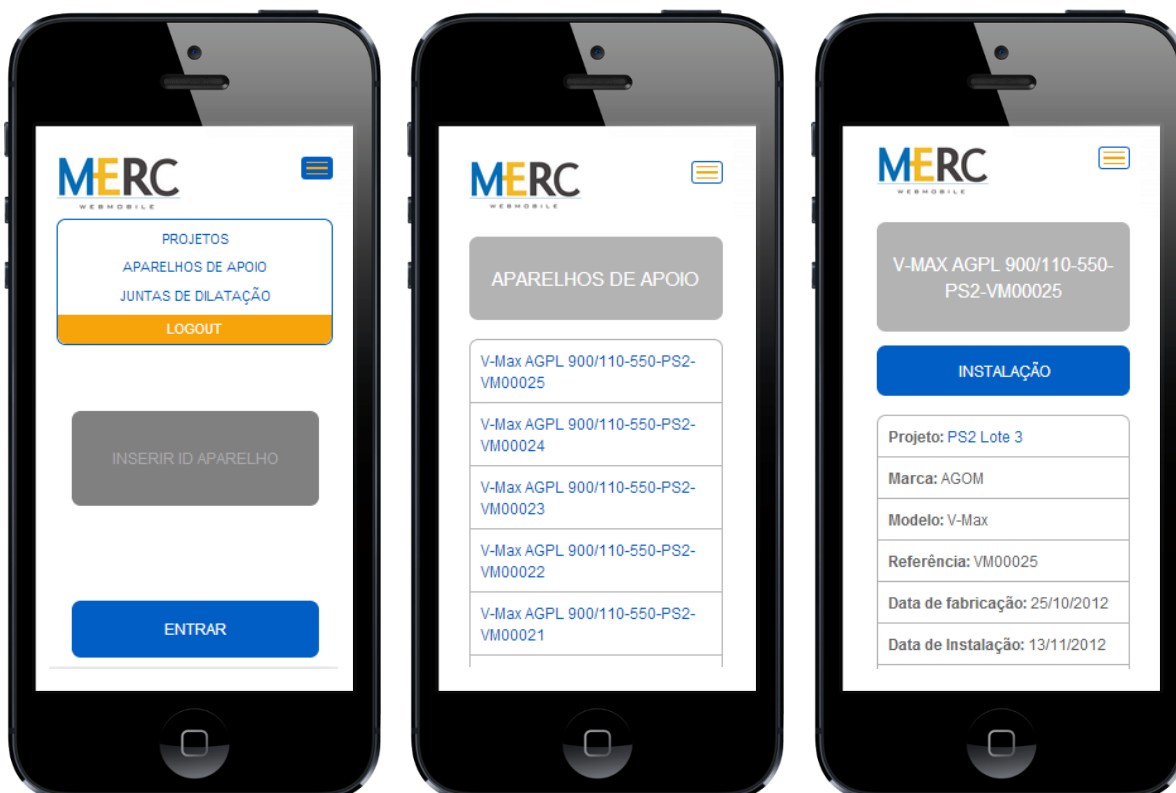 MERC
WEBMOBILE
PROJETOS
APARELHOS DE APOIO
JUNTAS DE DILATAÇÃO
LOGOUT
INSERIR ID APARELHO
ENTRAR
MERC
WEBMOBILE
APARELHOS DE APOIO
V-Max AGPL 900/110-550-PS2-
VM00025
V-Max AGPL 900/110-550-PS2-
VM00024
V-Max AGPL 900/110-550-PS2-
VM00023
V-Max AGPL 900/110-550-PS2-
VM00022
V-Max AGPL 900/110-550-PS2-
VM00021
MERC
WEBMOBILE
V-MAX AGPL 900/110-550-
PS2-VM00025
INSTALAÇÃO
Projeto: PS2 Lote 3
Marca: AGOM
Modelo: V-Max
Referência: VM00025
Data de fabricação: 25/10/2012
Data de Instalação: 13/11/2012